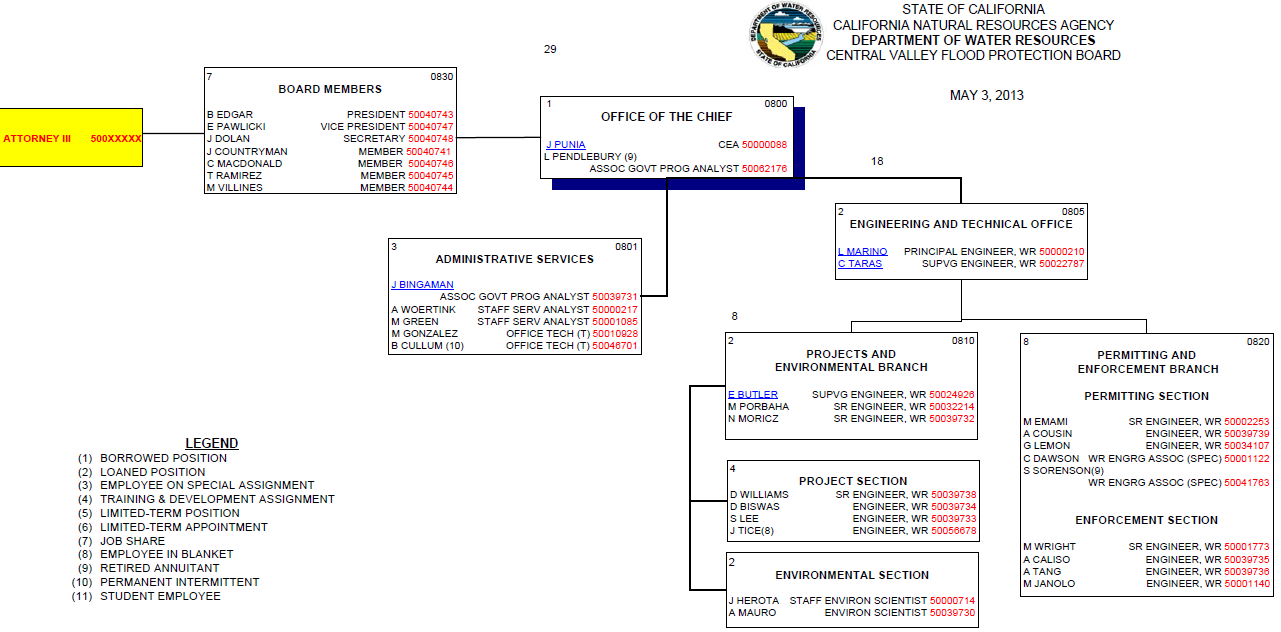 STATE OF CALIFORNIA
CALIFORNIA NATURAL RESOURCES AGENCY
DEPARTMENT OF WATER RESOURCES
CENTRAL VALLEY FLOOD PROTECTION BOARD
DEPARTMENT OF WATER RESOURCES
STATE OF CALIFORNIA
MAY 3, 2013
29
ATTORNEY III 500XXXXX
7 0830
BOARD MEMBERS
B EDGAR PRESIDENT 50040743
E PAWLICKI VICE PRESIDENT 50040747
J DOLAN SECRETARY 50040748
J COUNTRYMAN MEMBER 50040741
C MACDONALD MEMBER 50040746
T RAMIREZ MEMBER 50040745
M VILLINES MEMBER 50040744
1 0800
OFFICE OF THE CHIEF
J PUNIA CEA 50000088
L PENDLEBURY (9)
ASSOC GOVT PROG ANALYST 50062176
18
2 0805
ENGINEERING AND TECHNICAL OFFICE
L MARINO PRINCIPAL ENGINEER, WR 50000210
C TARAS SUPVG ENGINEER, WR 50022787
3 0801
ADMINISTRATIVE SERVICES
J BINGAMAN
ASSOC GOVT PROG ANALYST 50039731
A WOERTINK STAFF SERV ANALYST 50000217
M GREEN STAFF SERV ANALYST 50001085
M GONZALEZ OFFICE TECH (T) 50010928
B CULLUM (10) OFFICE TECH (T) 50046701
8
2 0810
PROJECTS AND
ENVIRONMENTAL BRANCH
E BUTLER SUPVG ENGINEER, WR 50024926
M PORBAHA SR ENGINEER, WR 50032214
N MORICZ SR ENGINEER, WR 50039732
4
PROJECT SECTION
D WILLIAMS SR ENGINEER, WR 50039738
D BISWAS ENGINEER, WR 50039734
S LEE ENGINEER, WR 50039733
J TICE(8) ENGINEER, WR 50056678
2
ENVIRONMENTAL SECTION
J HEROTA STAFF ENVIRON SCIENTIST 50000714
A MAURO ENVIRON SCIENTIST 50039730
8 0820
PERMITTING AND
ENFORCEMENT BRANCH
PERMITTING SECTION
M EMAMI SR ENGINEER, WR 50002253
A COUSIN ENGINEER, WR 50039739
G LEMON ENGINEER, WR 50034107
C DAWSON WR ENGRG ASSOC (SPEC) 50001122
S SORENSON(9)
WR ENGRG ASSOC (SPEC) 50041763
ENFORCEMENT SECTION
M WRIGHT SR ENGINEER, WR 50001773
A CALISO ENGINEER, WR 50039735
A TANG ENGINEER, WR 50039736
M JANOLO ENGINEER, WR 50001140
LEGEND
(1) BORROWED POSITION
(2) LOANED POSITION
(3) EMPLOYEE ON SPECIAL ASSIGNMENT
(4) TRAINING & DEVELOPMENT ASSIGNMENT
(5) LIMITED-TERM POSITION
(6) LIMITED-TERM APPOINTMENT
(7) JOB SHARE
(8) EMPLOYEE IN BLANKET
(9) RETIRED ANNUITANT
(10) PERMANENT INTERMITTENT
(11) STUDENT EMPLOYEE